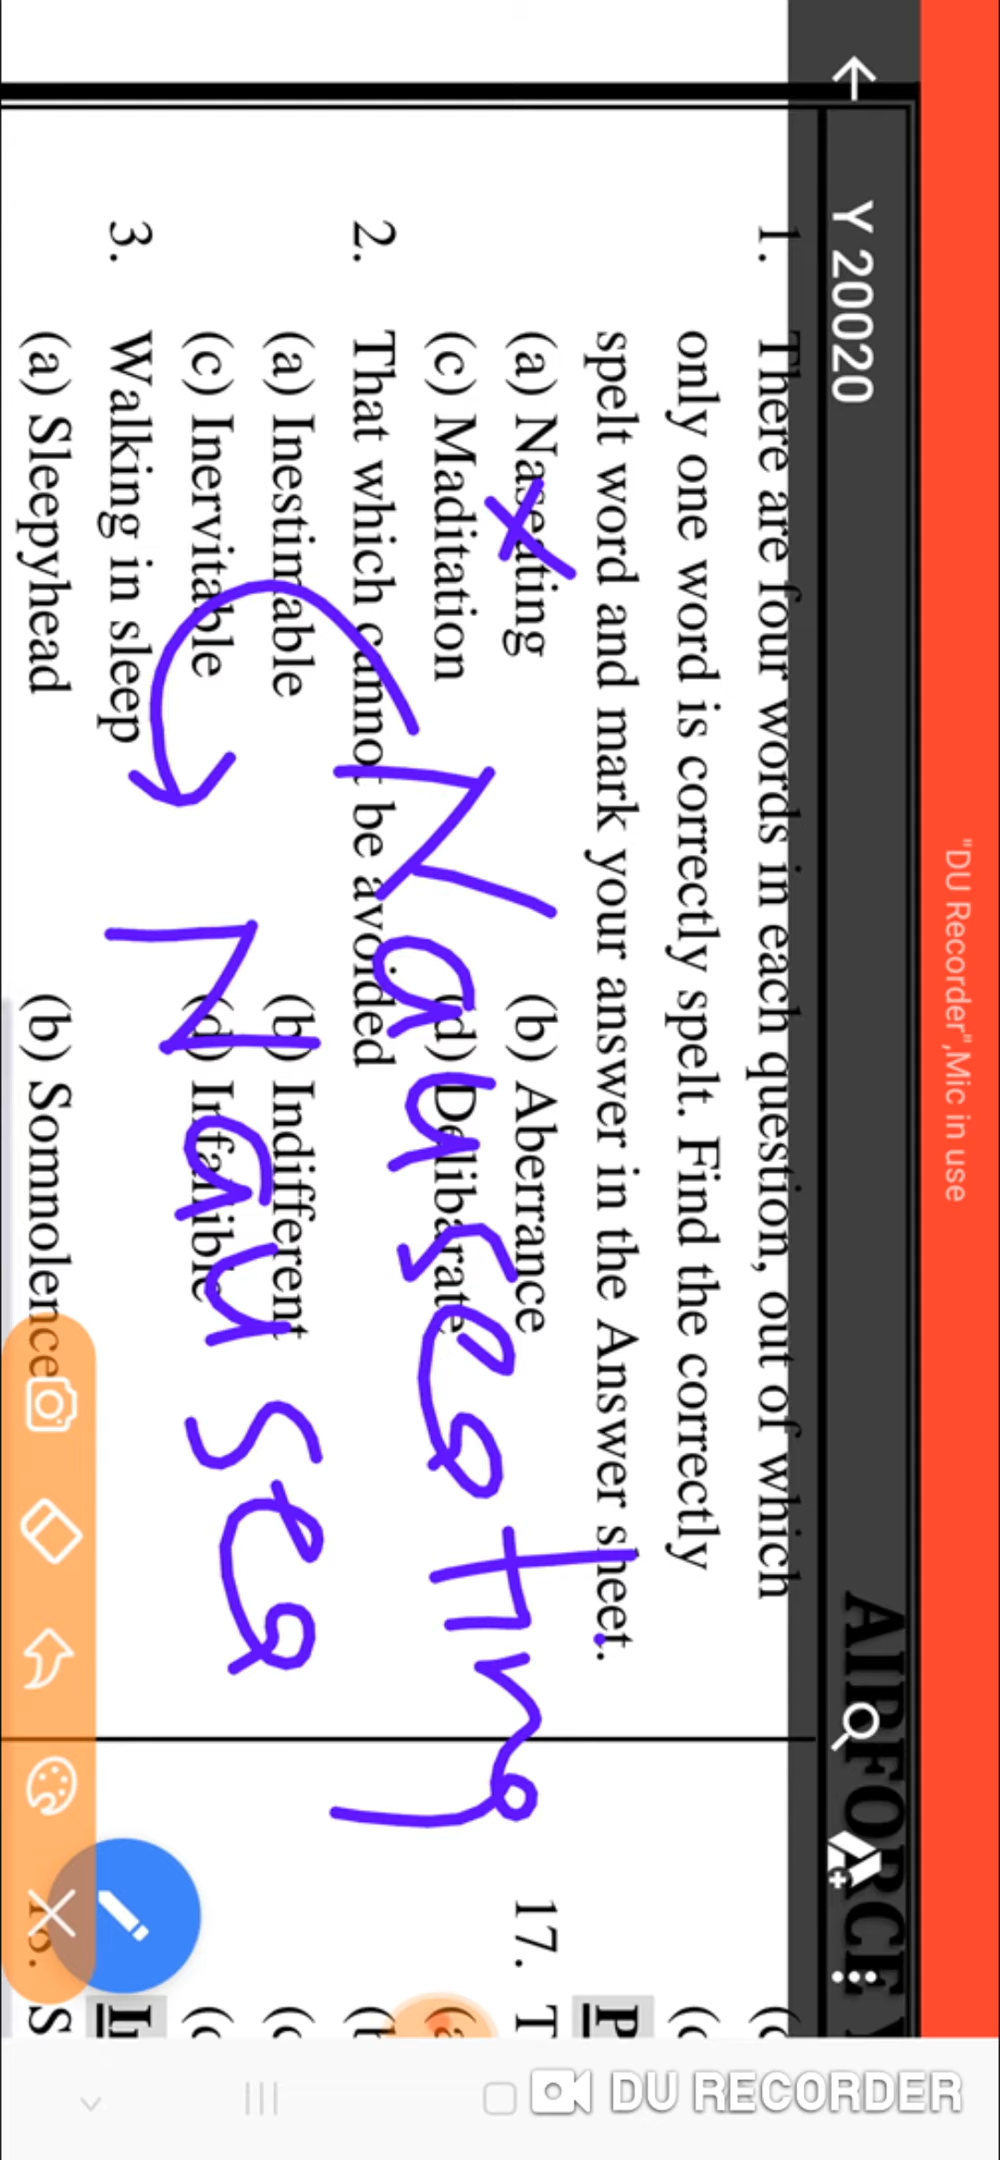 "DU Recorder",Mic in use
Y 20020
AIRFORCE
1. There are four words in each question, out of which
only one word is correctly spelt. Find the correctly
spelt word and mark your answer in the Answer sheet.
(a) Naseating (b) Aberrance
(c) Maditation (d) Delibarate
2. That which cannot be avoided
(a) Inestimable (b) Indifferent
(c) Inervitable (d) Infallible
3. Walking in sleep
(a) Sleepyhead (b) Somnolence
Nausea
17.
DU RECORDER